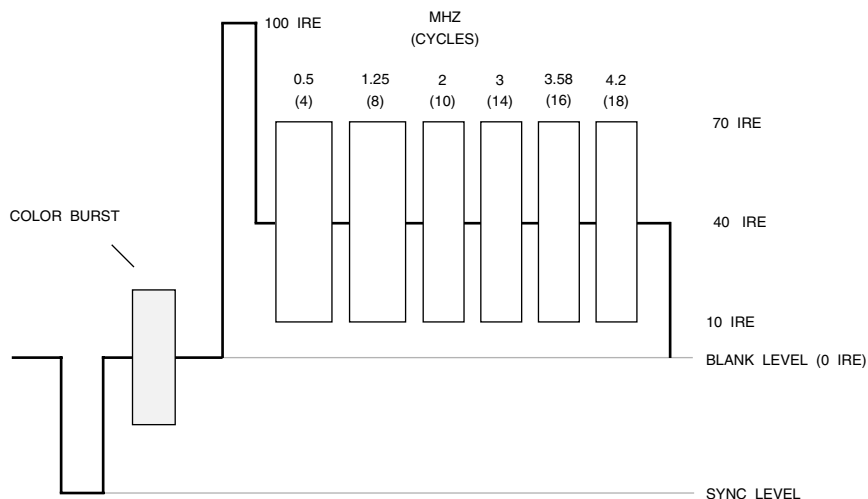 100 IRE
MHZ
(CYCLES)
0.5 1.25 2 3 3.58 4.2
(4) (8) (10) (14) (16) (18)
70 IRE
COLOR BURST
40 IRE
10 IRE
BLANK LEVEL (0 IRE)
SYNC LEVEL